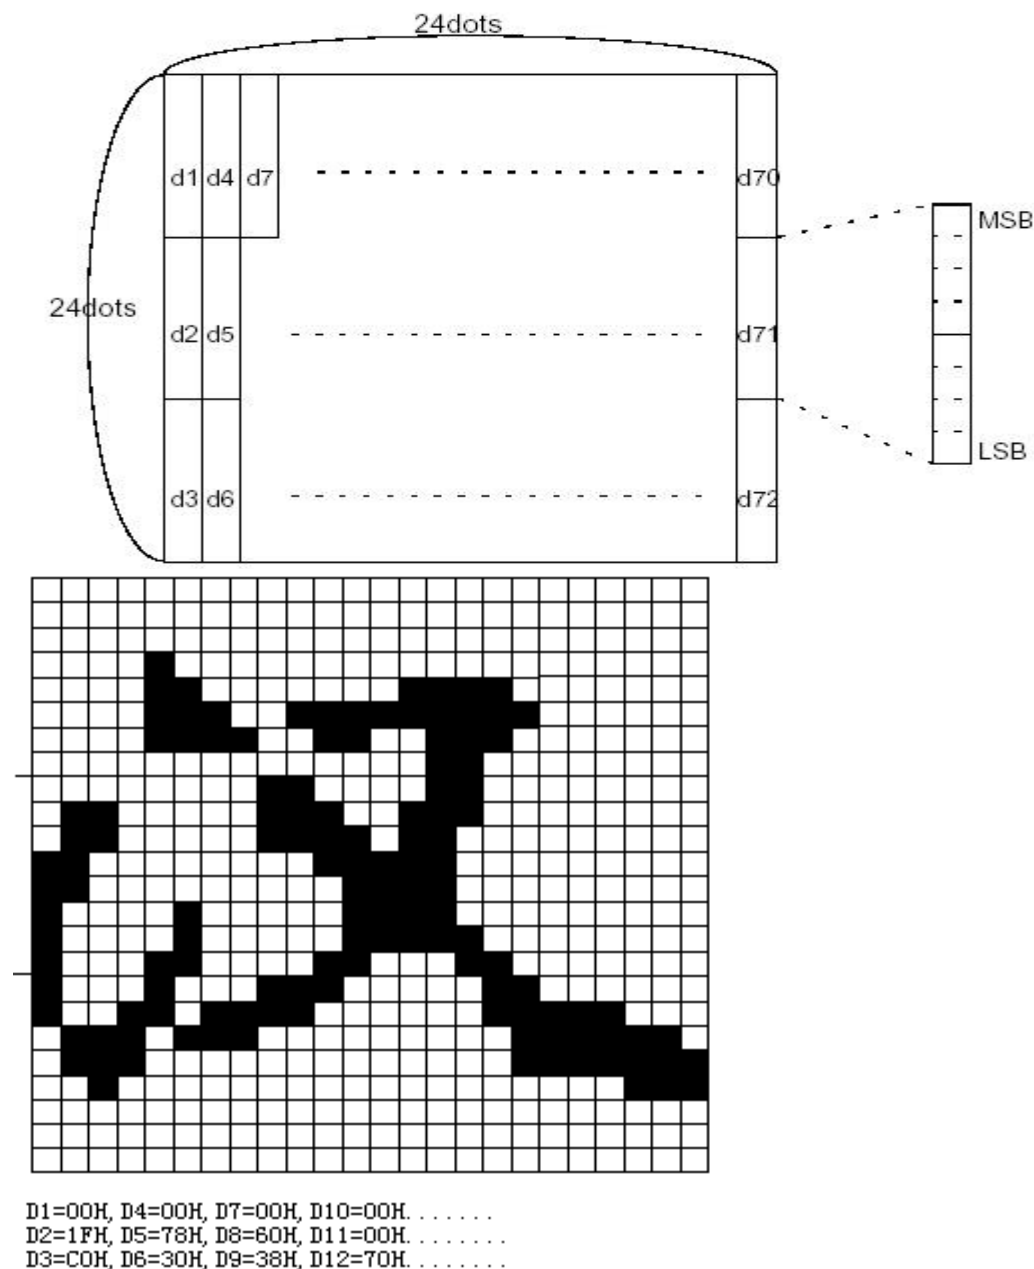 24dots
d1 d4 d7 d70
MSB
24dots
d2 d5 d71
LSB
d3 d6 d72
D1=00H, D4=00H, D7=00H, D10=00H.......
D2=1FH, D5=78H, D8=60H, D11=00H........
D3=C0H, D6=30H, D9=38H, D12=70H........